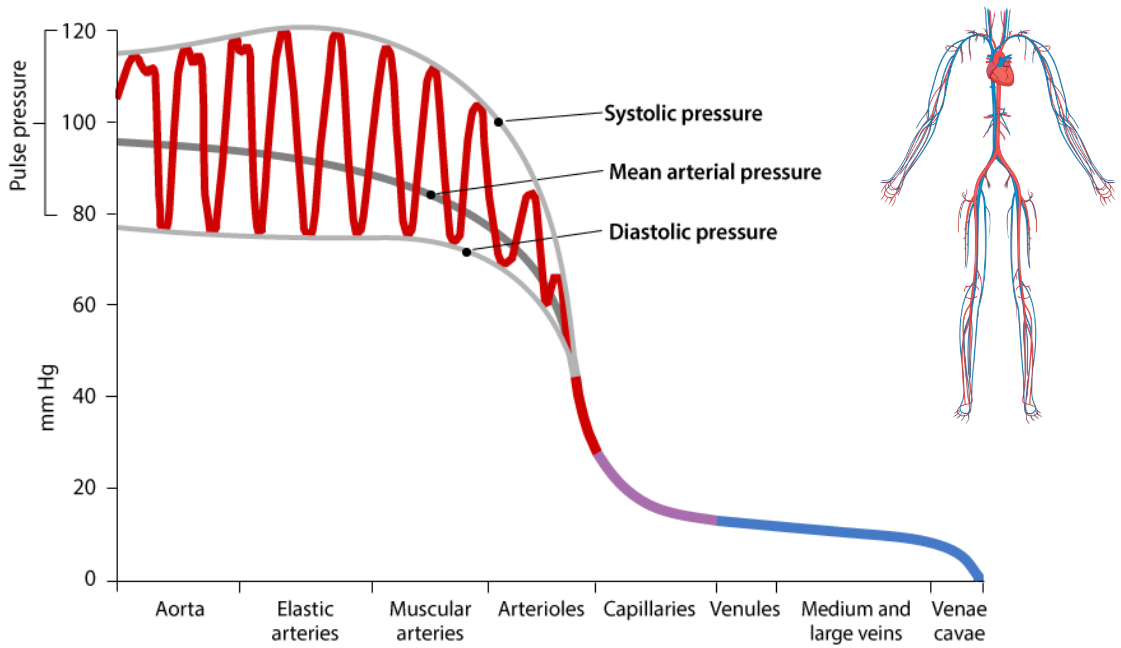 Pulse pressure
mm Hg
120
100
80
60
40
20
0
Systolic pressure
Mean arterial pressure
Diastolic pressure
Aorta
Elastic
arteries
Muscular
arteries
Arterioles
Capillaries
Venules
Medium and
large veins
Venae
cavae